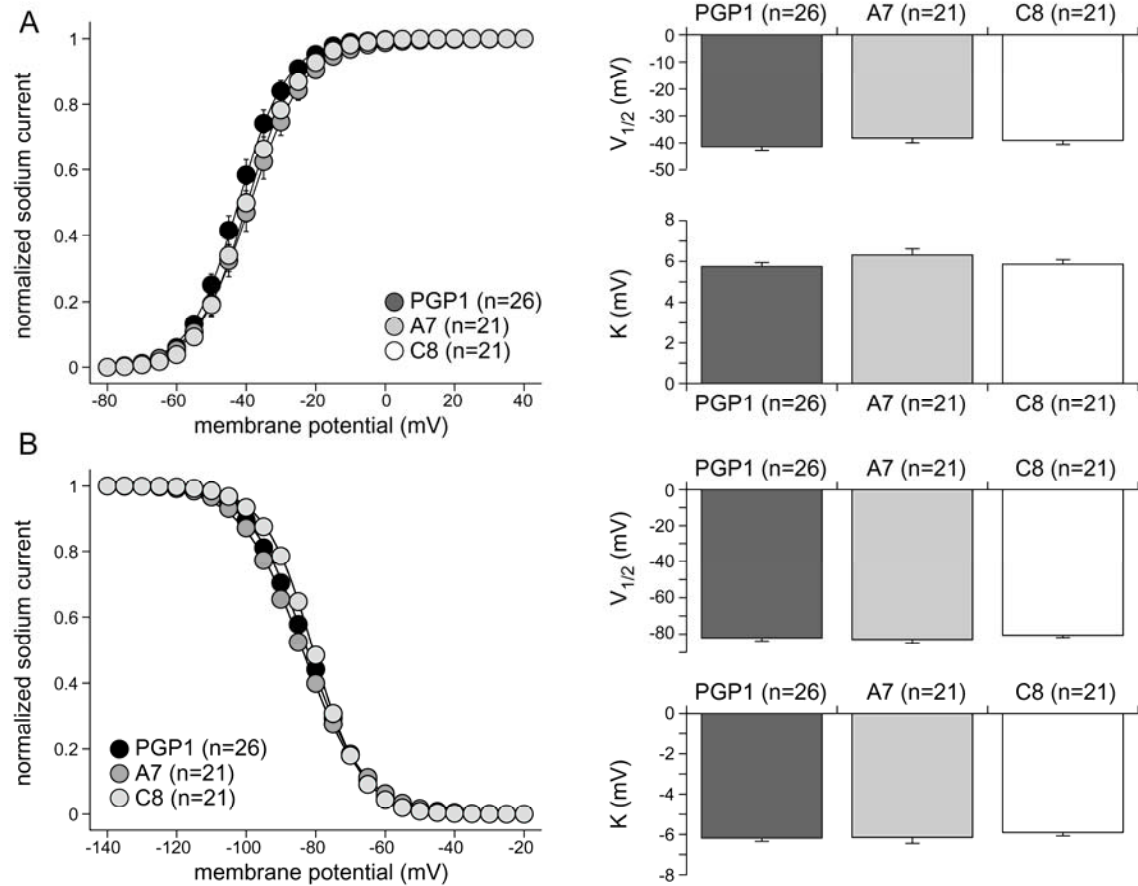 A
normalized sodium current
1
0.8
0.6
0.4
0.2
0
PGP1 (n=26)
A7 (n=21)
C8 (n=21)
-80 -60 -40 -20 0 20 40
membrane potential (mV)
PGP1 (n=26) A7 (n=21) C8 (n=21)
V1/2 (mV)
0
-10
-20
-30
-40
-50
K (mV)
8
6
4
2
0
PGP1 (n=26) A7 (n=21) C8 (n=21)
B
normalized sodium current
1
0.8
0.6
0.4
0.2
0
PGP1 (n=26)
A7 (n=21)
C8 (n=21)
-140 -120 -100 -80 -60 -40 -20
membrane potential (mV)
PGP1 (n=26) A7 (n=21) C8 (n=21)
V1/2 (mV)
0
-20
-40
-60
-80
PGP1 (n=26) A7 (n=21) C8 (n=21)
K (mV)
0
-2
-4
-6
-8